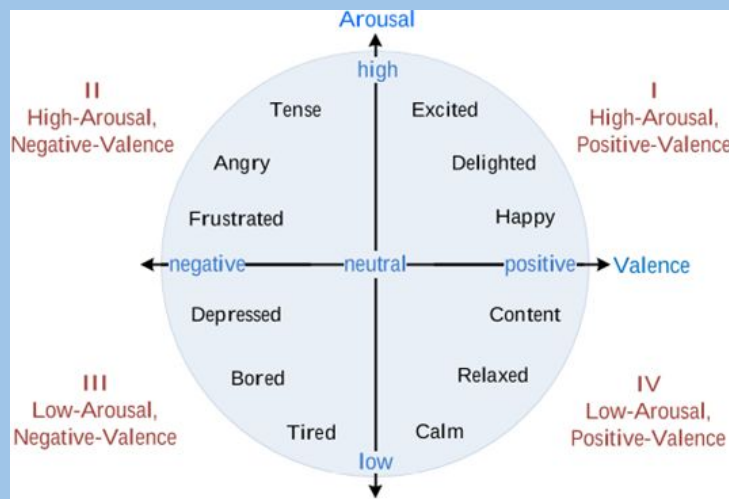 Arousal
high
II
High-Arousal,
Negative-Valence
I
High-Arousal,
Positive-Valence
Tense
Excited
Angry
Delighted
Frustrated
Happy
negative
neutral
positive
Valence
Depressed
Content
Bored
Relaxed
III
Low-Arousal,
Negative-Valence
IV
Low-Arousal,
Positive-Valence
Tired
Calm
low